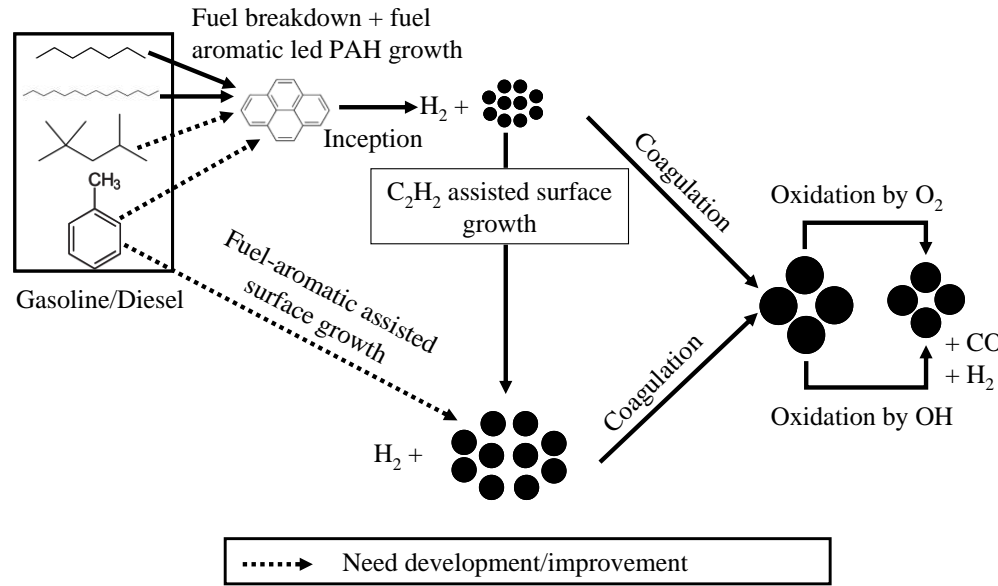 Fuel breakdown + fuel
aromatic led PAH growth
CH₃
Gasoline/Diesel
Inception
H₂ +
C₂H₂ assisted surface
growth
Fuel-aromatic assisted
surface growth
H₂ +
Coagulation
Coagulation
Oxidation by O₂
+ CO
+ H₂
Oxidation by OH
Need development/improvement